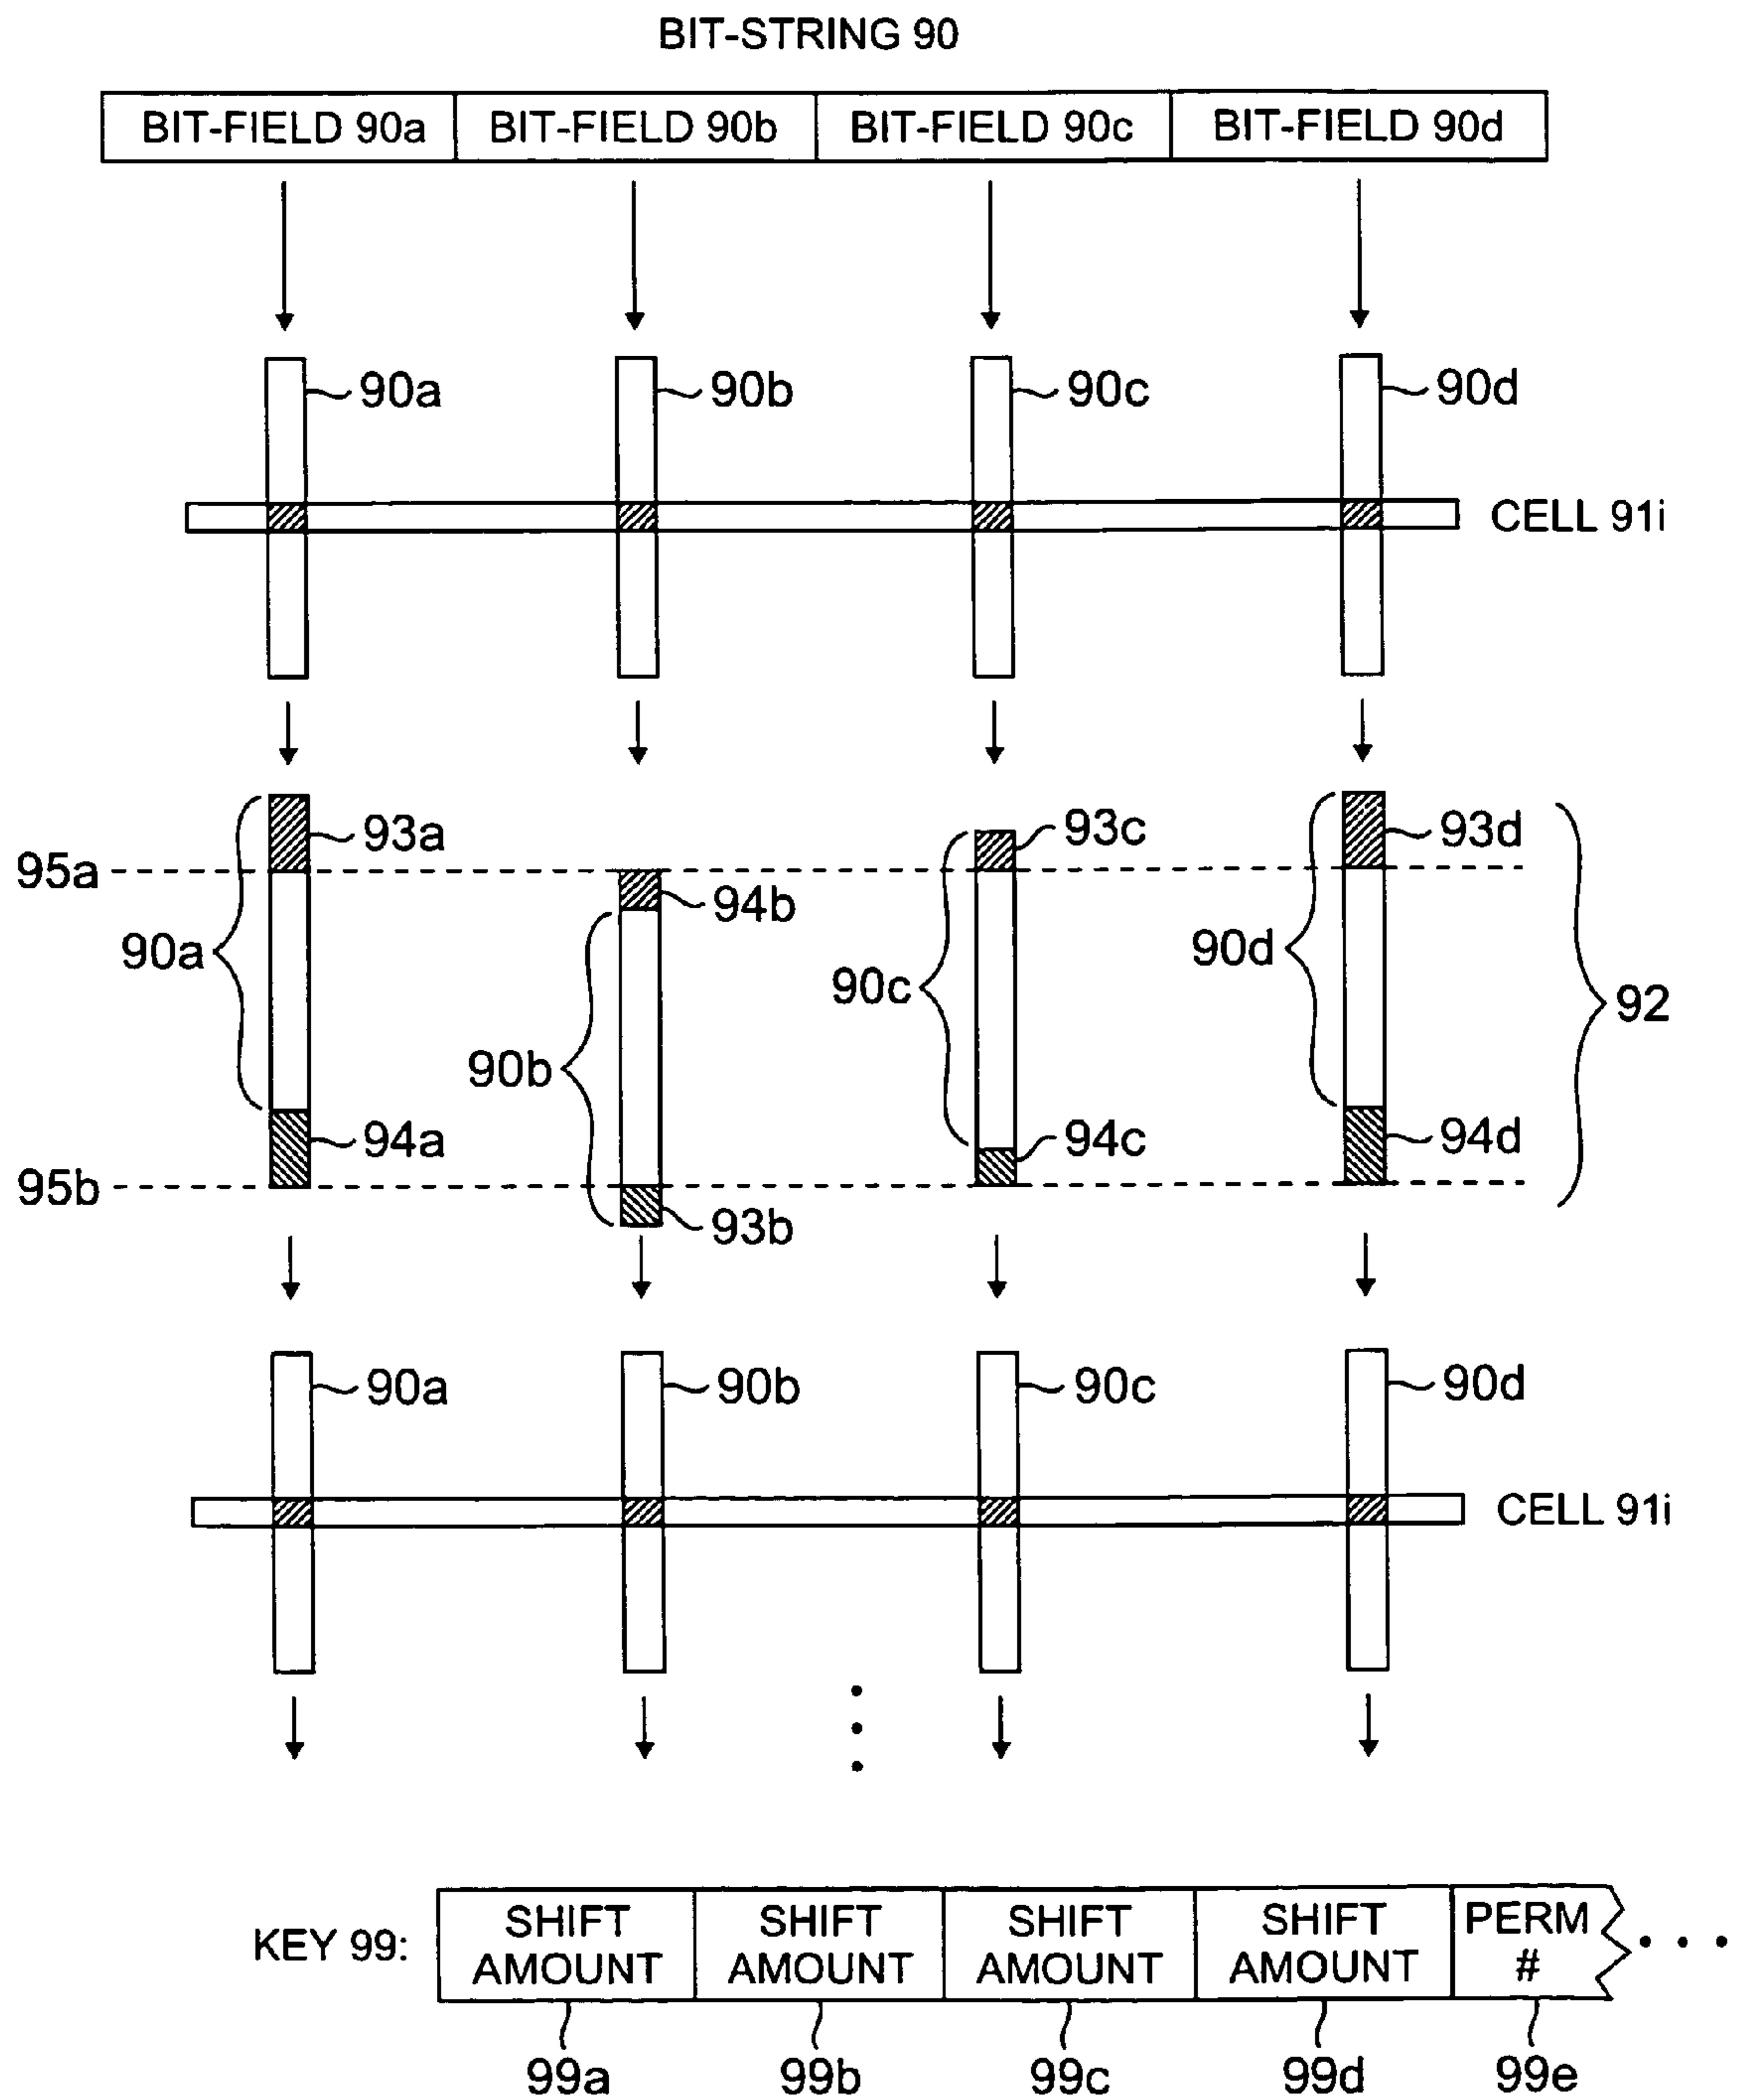 BIT-STRING 90
BIT-FIELD 90a BIT-FIELD 90b BIT-FIELD 90c BIT-FIELD 90d
90a 90b 90c 90d
CELL 91i
93a 93c 93d
95a
94b
90a 90c 90d 92
90b
94a 94c 94d
95b
93b
90a 90b 90c 90d
CELL 91i
KEY 99: SHIFT AMOUNT SHIFT AMOUNT SHIFT AMOUNT SHIFT AMOUNT PERM # . . .
99a 99b 99c 99d 99e